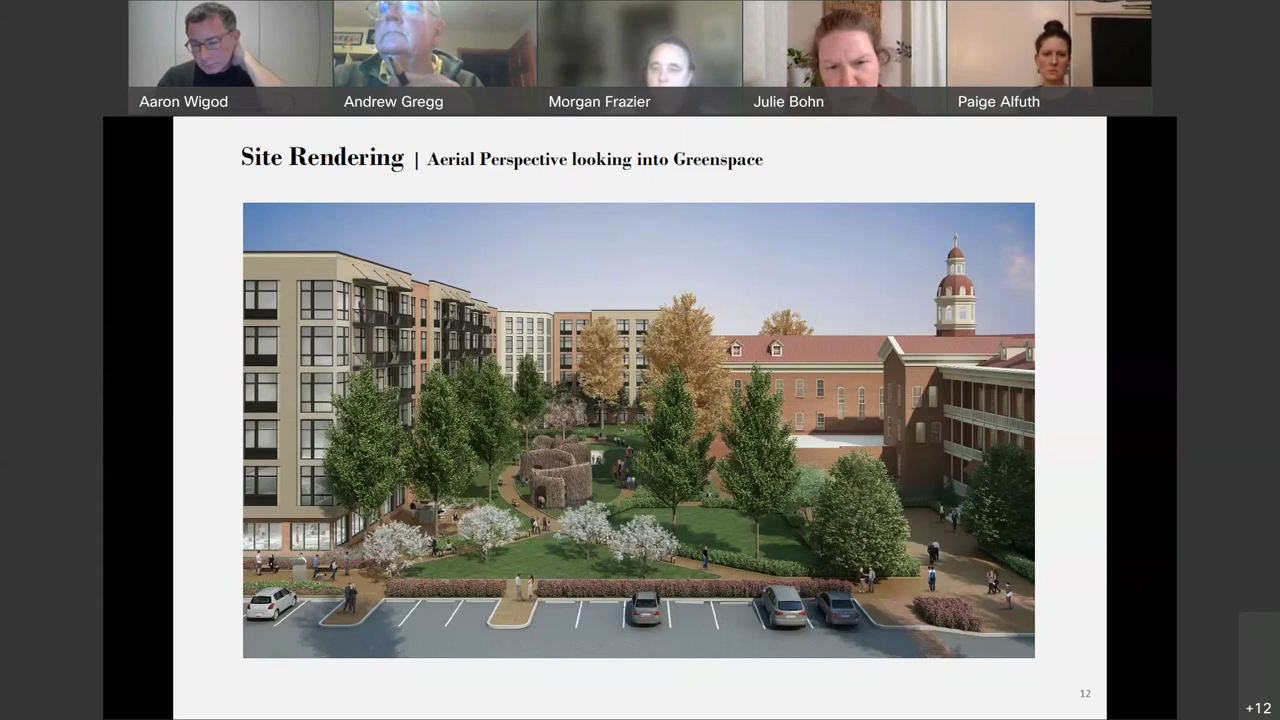 Aaron Wigod
Andrew Gregg
Morgan Frazier
Julie Bohn
Paige Alfuth
Site Rendering | Aerial Perspective looking into Greenspace
12
+12